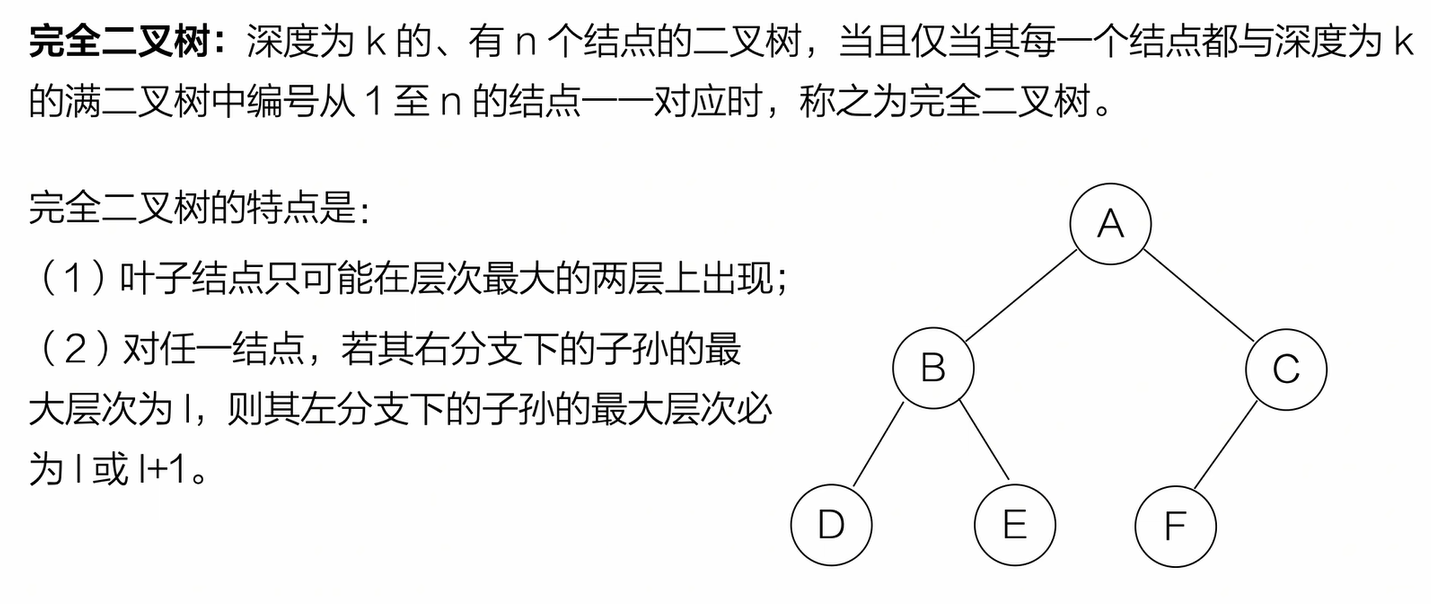 完全二叉树：深度为 k 的、有 n 个结点的二叉树，当且仅当其每一个结点都与深度为 k
的满二叉树中编号从 1 至 n 的结点一一对应时，称之为完全二叉树。
完全二叉树的特点是：
（1）叶子结点只可能在层次最大的两层上出现；
（2）对任一结点，若其右分支下的子孙的最
大层次为 l，则其左分支下的子孙的最大层次必
为 l 或 l+1。
A
B
C
D
E
F